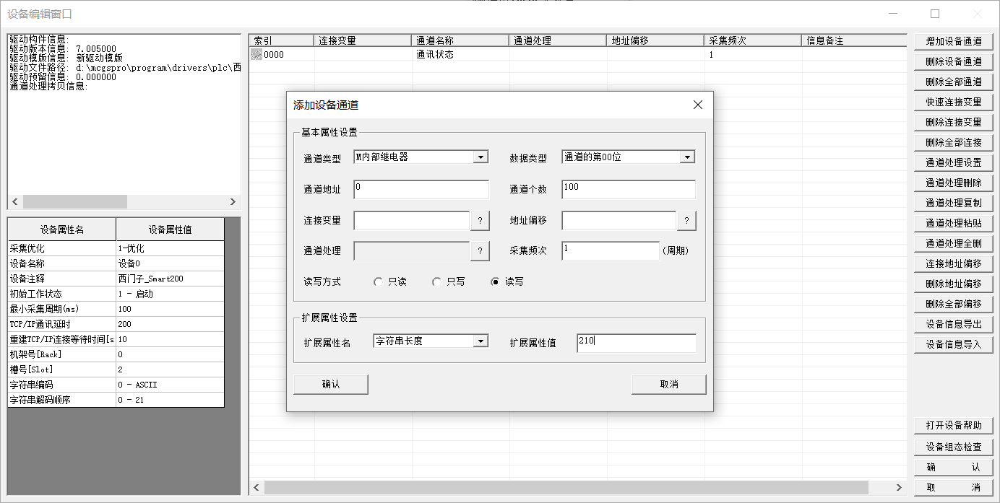 设备编辑窗口
驱动构件信息:
驱动版本信息: 7.005000
驱动模版信息: 新驱动模版
驱动文件路径: d:\mcgspro\program\drivers\plc\西
驱动预留信息: 0.000000
通道处理拷贝信息:
设备属性名 设备属性值
采集优化 1-优化
设备名称 设备0
设备注释 西门子_Smart200
初始工作状态 1 - 启动
最小采集周期(ms) 100
TCP/IP通讯延时 200
重建TCP/IP连接等待时间[s 10
机架号[Rack] 0
槽号[Slot] 2
字符串编码 0 - ASCII
字符串解码顺序 0 - 21
索引 连接变量 通道名称 通道处理 地址偏移 采集频次 信息备注
0000 通讯状态 1
添加设备通道
基本属性设置
通道类型 M内部继电器 数据类型 通道的第00位
通道地址 0 通道个数 100
连接变量 ? 地址偏移 ?
通道处理 ? 采集频次 1 (周期)
读写方式 只读 只写 读写
扩展属性设置
扩展属性名 字符串长度 扩展属性值 210
确认 取消
增加设备通道
删除设备通道
删除全部通道
快速连接变量
删除连接变量
删除全部连接
通道处理设置
通道处理删除
通道处理复制
通道处理粘贴
通道处理全删
连接地址偏移
删除地址偏移
删除全部偏移
设备信息导出
设备信息导入
打开设备帮助
设备组态检查
确 认
取 消